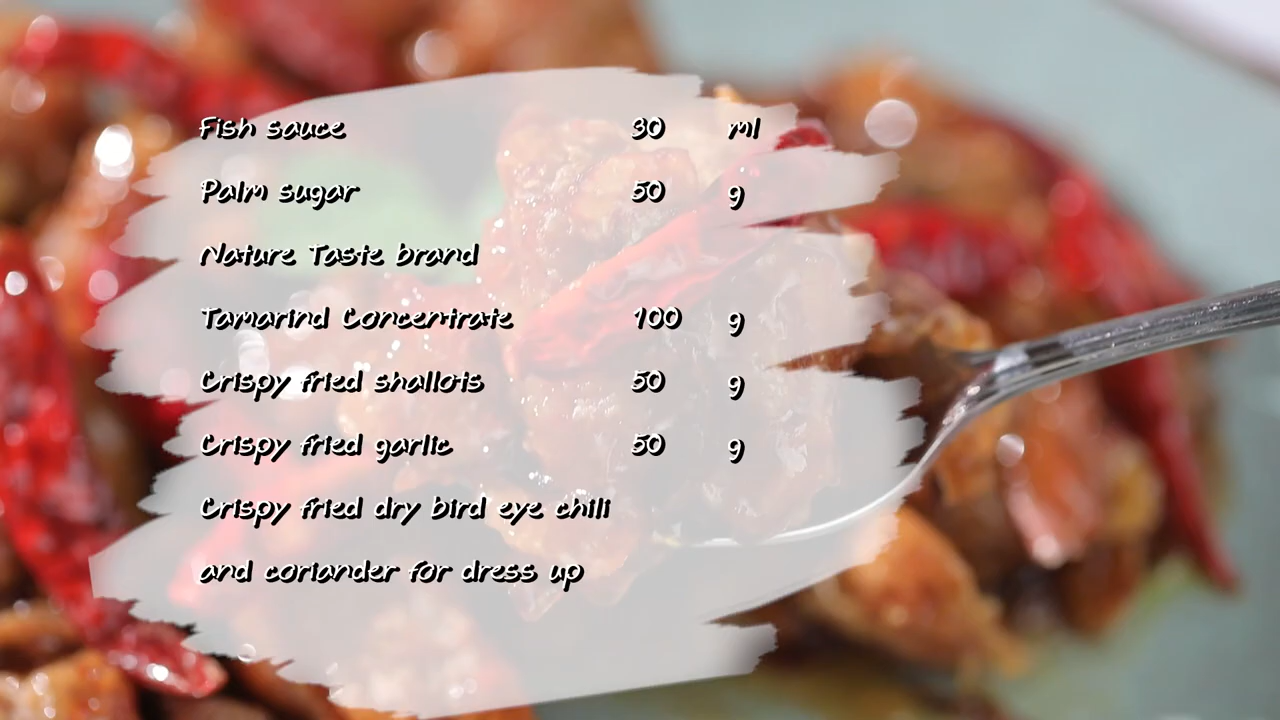 Fish sauce 30 ml
Palm sugar 50 g
Nature Taste brand
Tamarind Concentrate 100 g
Crispy fried shallots 50 g
Crispy fried garlic 50 g
Crispy fried dry bird eye chili
and coriander for dress up